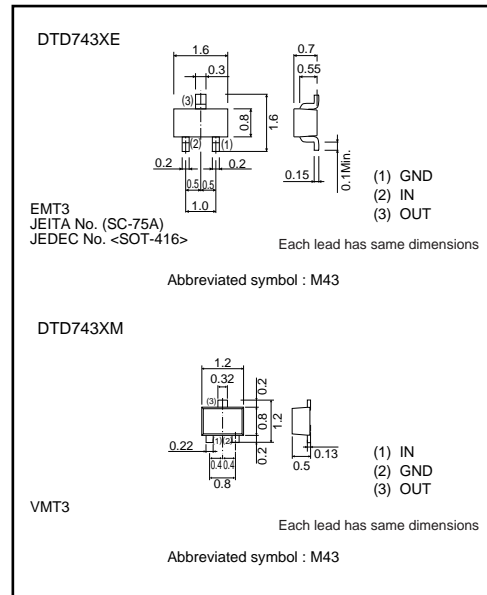 DTD743XE
1.6
0.3
0.7
0.55
(3)
0.8
1.6
(2) (1)
0.2 0.2
0.5 0.5
1.0
0.15
0.1Min.
(1) GND
(2) IN
(3) OUT
EMT3
JEITA No. (SC-75A)
JEDEC No. <SOT-416>
Each lead has same dimensions
Abbreviated symbol : M43
DTD743XM
1.2
0.32
0.2
(3)
0.8
1.2
0.22
(1) (2)
0.2
0.4 0.4
0.8
0.13
0.5
(1) IN
(2) GND
(3) OUT
VMT3
Each lead has same dimensions
Abbreviated symbol : M43